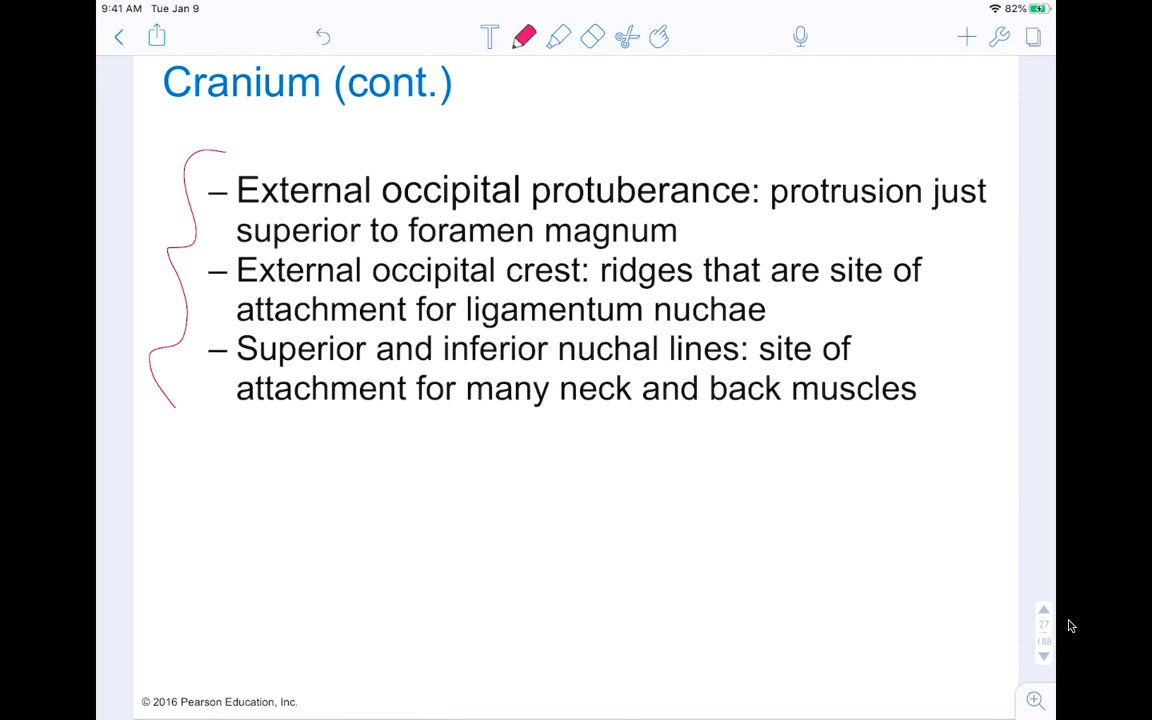 9:41 AM Tue Jan 9
82%
T
Cranium (cont.)
– External occipital protuberance: protrusion just
superior to foramen magnum
– External occipital crest: ridges that are site of
attachment for ligamentum nuchae
– Superior and inferior nuchal lines: site of
attachment for many neck and back muscles
27
188
© 2016 Pearson Education, Inc.